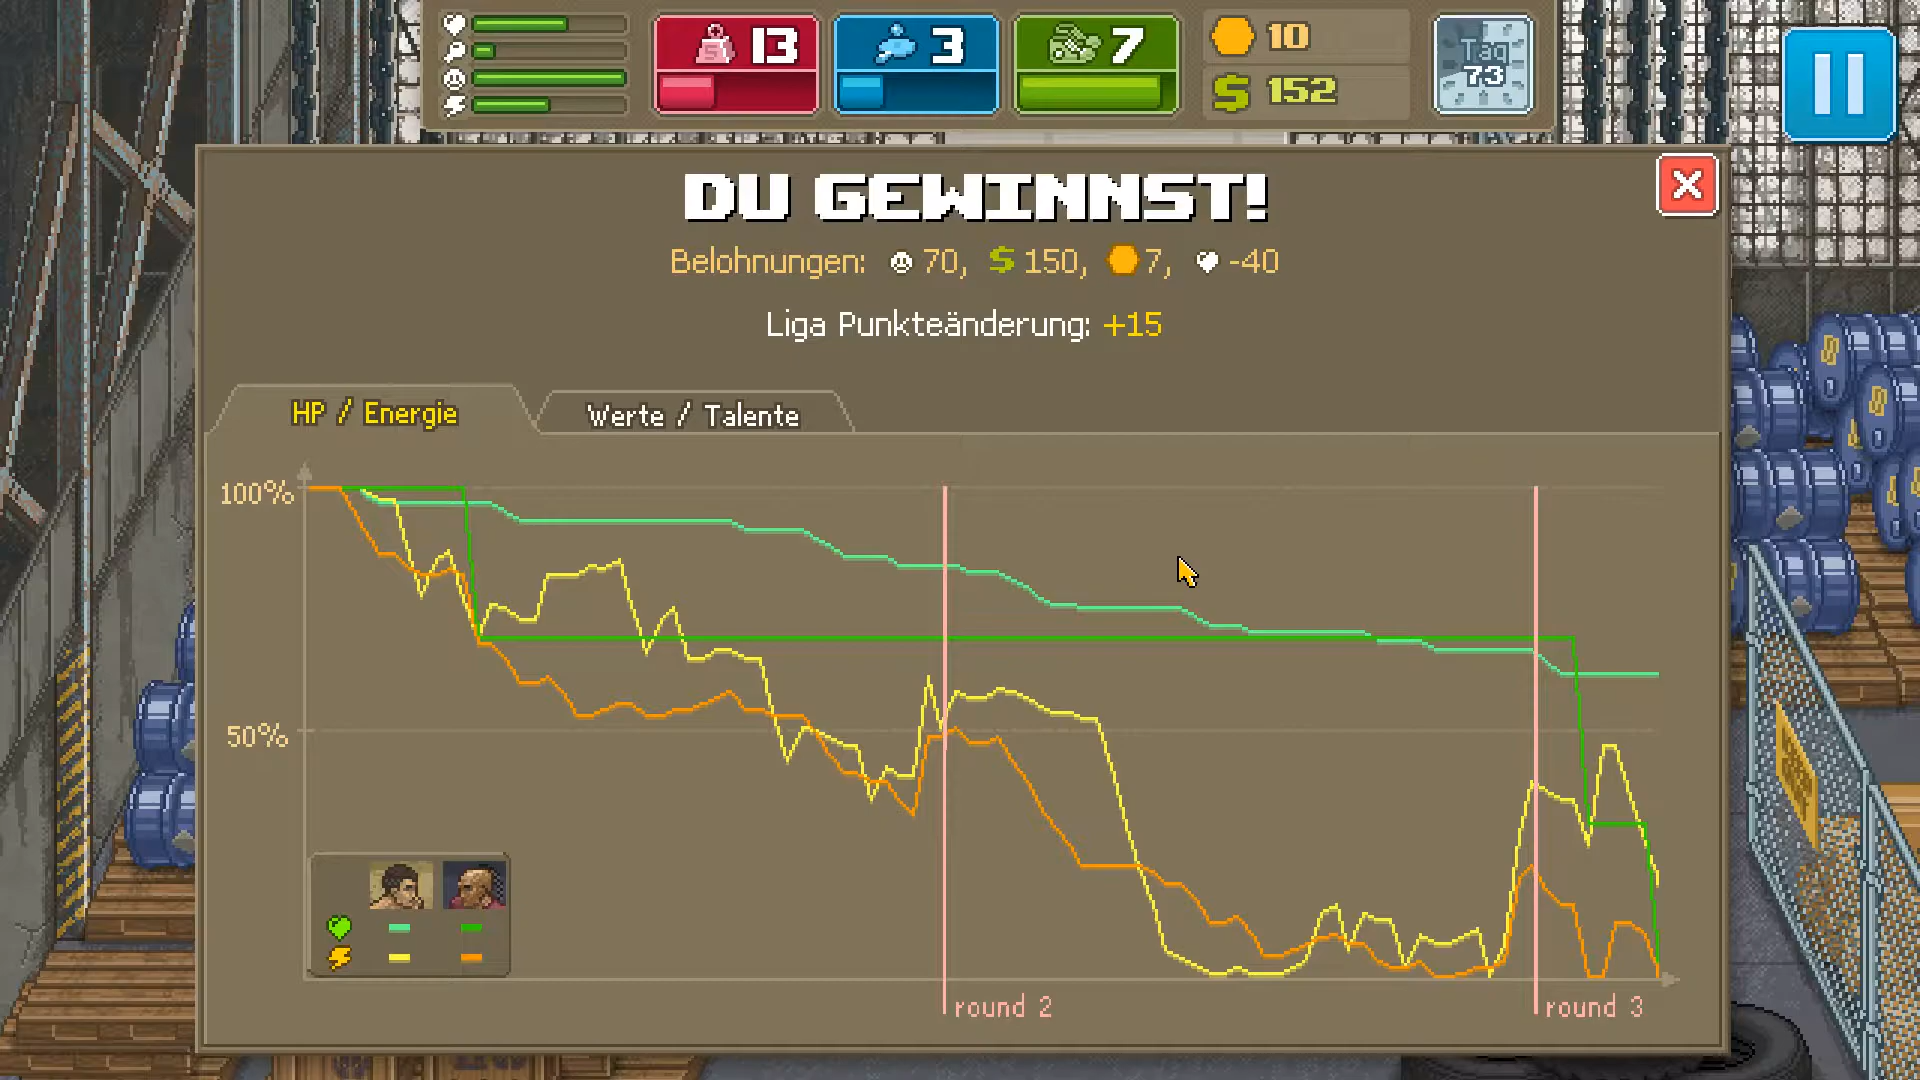 13
3
7
10
152
Tag
73
DU GEWINNST!
Belohnungen: 70, $ 150, 7, -40
Liga Punkteänderung: +15
HP / Energie
Werte / Talente
100%
50%
round 2
round 3